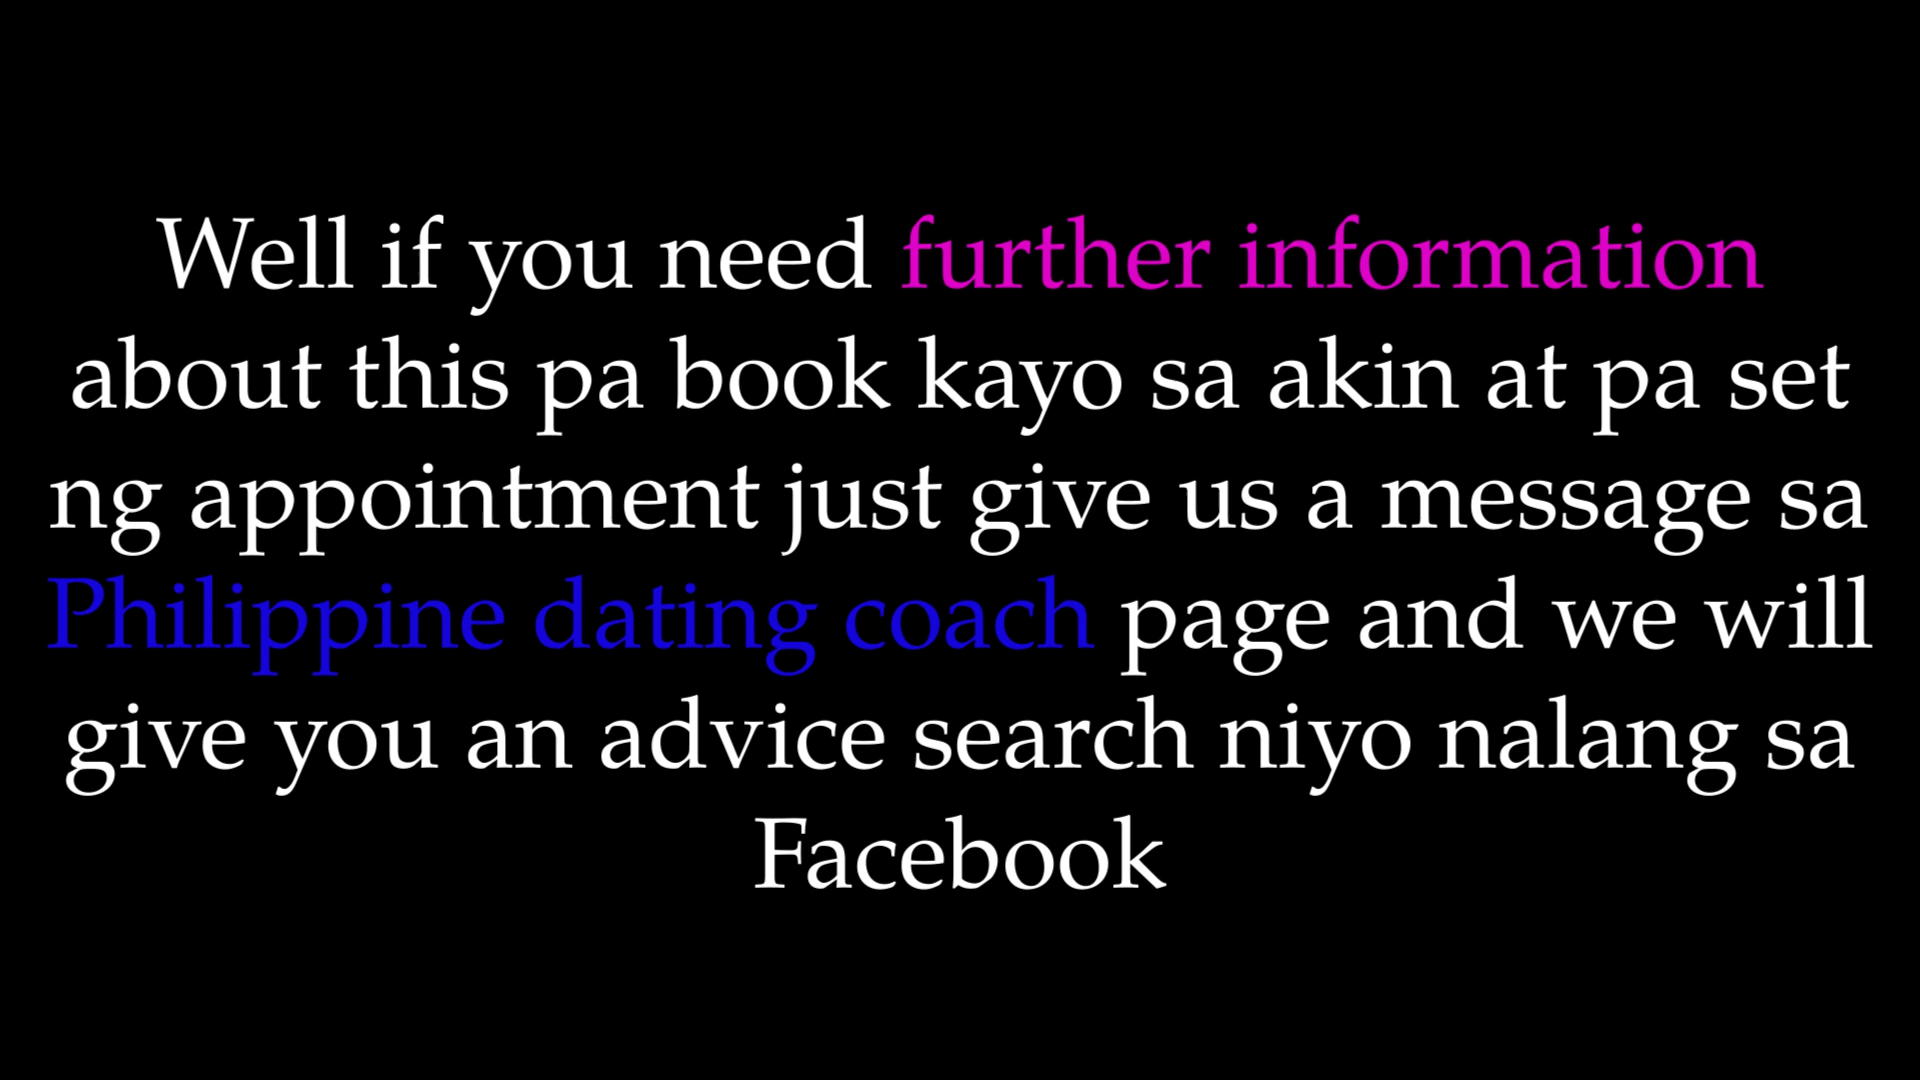 Well if you need further information
about this pa book kayo sa akin at pa set
ng appointment just give us a message sa
Philippine dating coach page and we will
give you an advice search niyo nalang sa
Facebook